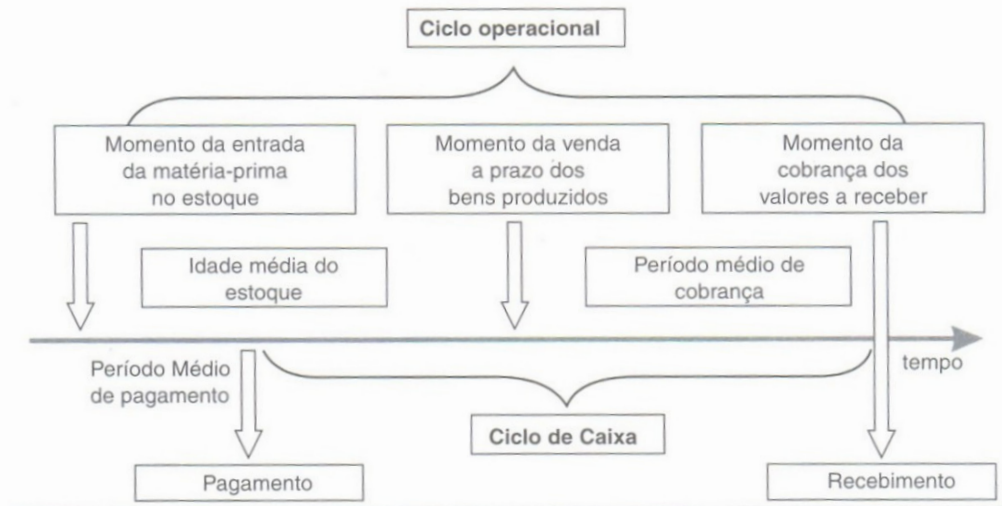 Ciclo operacional
Momento da entrada
da matéria-prima
no estoque
Momento da venda
a prazo dos
bens produzidos
Momento da
cobrança dos
valores a receber
Idade média do
estoque
Período médio de
cobrança
tempo
Período Médio
de pagamento
Ciclo de Caixa
Pagamento
Recebimento